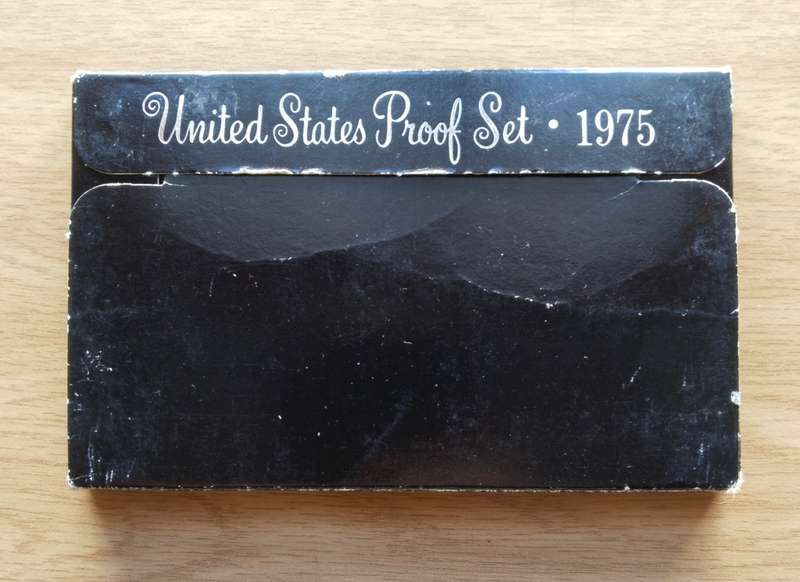 United States Proof Set • 1975